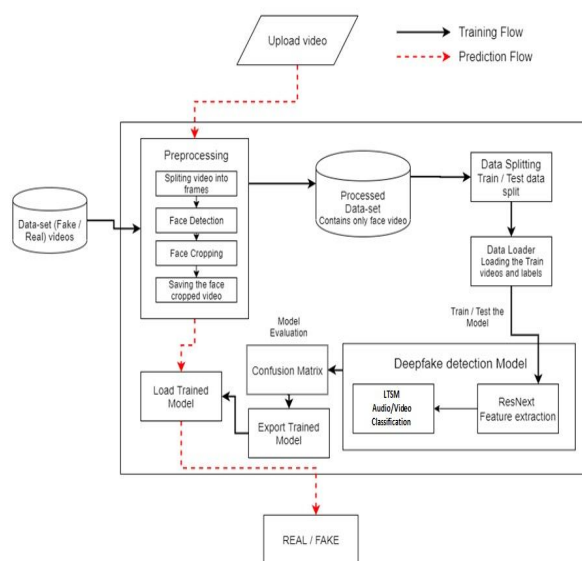 Upload video
Training Flow
Prediction Flow
Preprocessing
Spliting video into
frames
Face Detection
Face Cropping
Saving the face
cropped video
Data-set (Fake /
Real) videos
Processed
Data-set
Contains only face video
Data Splitting
Train / Test data
split
Data Loader
Loading the Train
videos and labels
Train / Test the
Model
Deepfake detection Model
ResNext
Feature extraction
LTSM
Audio/Video
Classification
Model
Evaluation
Confusion Matrix
Export Trained
Model
Load Trained
Model
REAL / FAKE